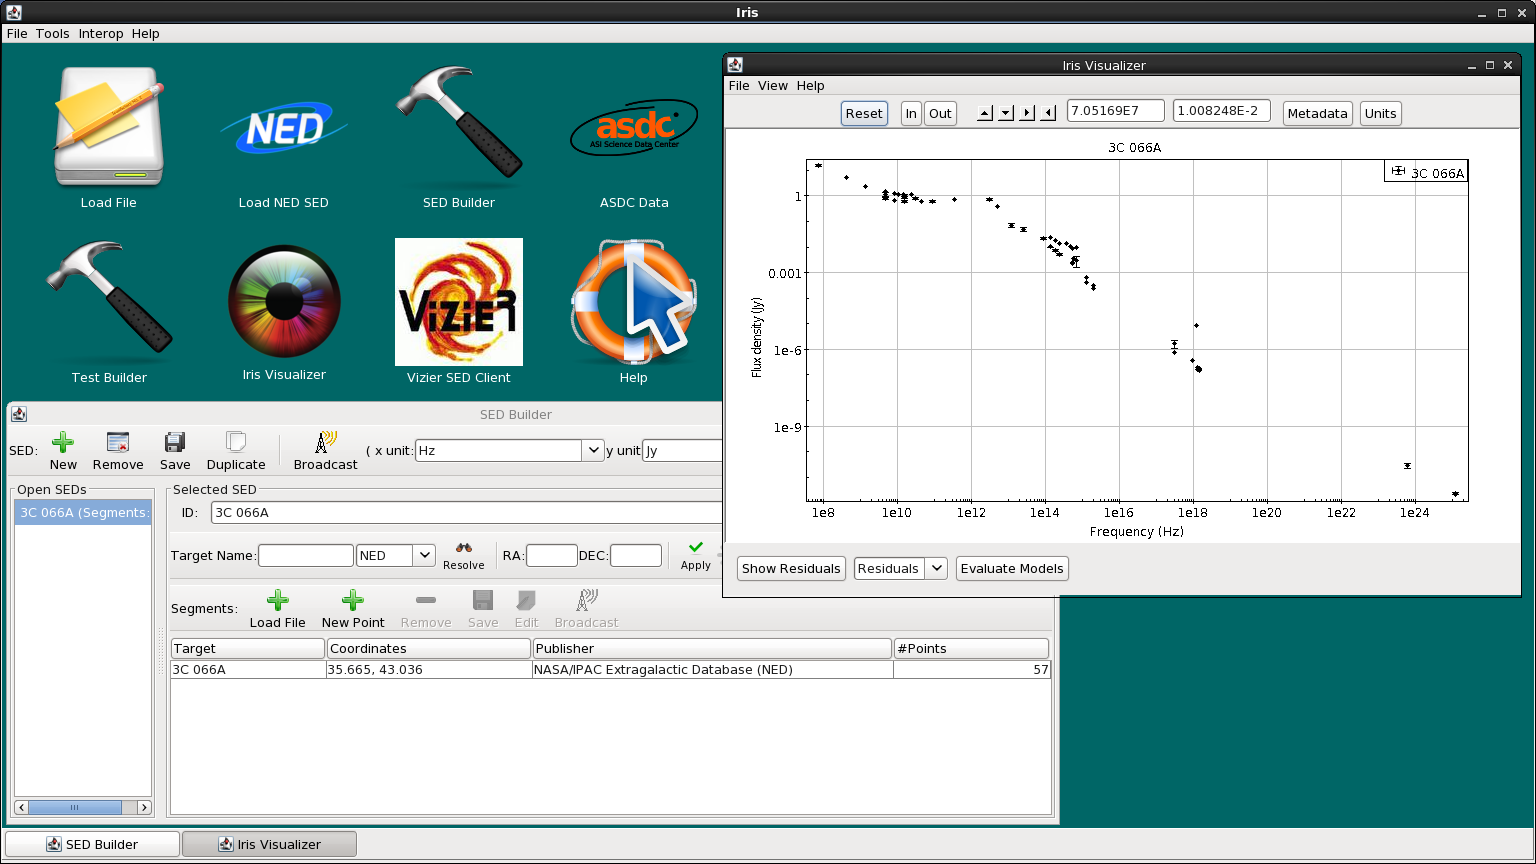 Iris
File Tools Interop Help
Load File
NED
Load NED SED
SED Builder
asdc
ASI Science Data Center
ASDC Data
Test Builder
Iris Visualizer
VizieR
Vizier SED Client
Help
Iris Visualizer
File View Help
Reset In Out 7.05169E7 1.008248E-2 Metadata Units
3C 066A
3C 066A
1
0.001
1e-6
1e-9
Flux density (Jy)
1e8 1e10 1e12 1e14 1e16 1e18 1e20 1e22 1e24
Frequency (Hz)
Show Residuals Residuals Evaluate Models
SED Builder
SED: New Remove Save Duplicate Broadcast ( x unit: Hz y unit Jy
Open SEDs
3C 066A (Segments:
Selected SED
ID: 3C 066A
Target Name: NED Resolve RA: DEC: Apply
Segments: Load File New Point Remove Save Edit Broadcast
Target Coordinates Publisher #Points
3C 066A 35.665, 43.036 NASA/IPAC Extragalactic Database (NED) 57
SED Builder Iris Visualizer